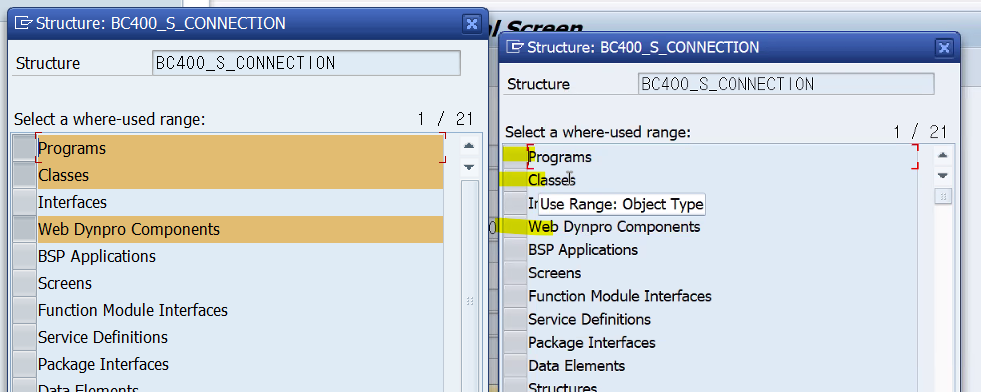 Structure: BC400_S_CONNECTION
Structure BC400_S_CONNECTION
Select a where-used range: 1 / 21
Programs
Classes
Interfaces
Web Dynpro Components
BSP Applications
Screens
Function Module Interfaces
Service Definitions
Package Interfaces
Data Elements
Screen
Structure: BC400_S_CONNECTION
Structure BC400_S_CONNECTION
Select a where-used range: 1 / 21
Programs
Classes
Use Range: Object Type
Web Dynpro Components
BSP Applications
Screens
Function Module Interfaces
Service Definitions
Package Interfaces
Data Elements
Structures